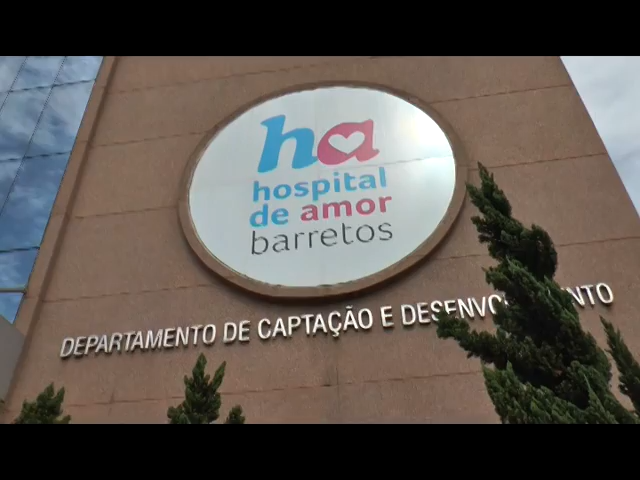 ha
hospital
de amor
barretos
DEPARTAMENTO DE CAPTAÇÃO E